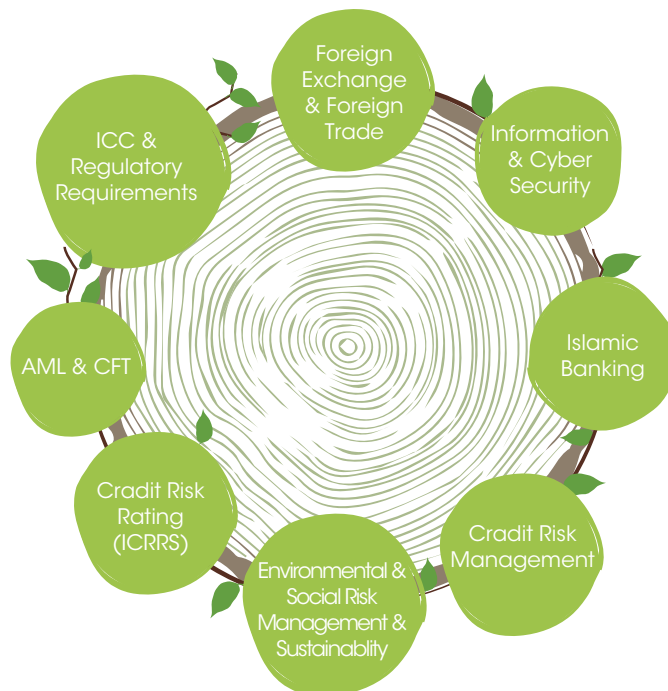 Foreign
Exchange
& Foreign
Trade
Information
& Cyber
Security
Islamic
Banking
Cradit Risk
Management
Environmental &
Social Risk
Management &
Sustainablity
Cradit Risk
Rating
(ICRRS)
AML & CFT
ICC &
Regulatory
Requirements